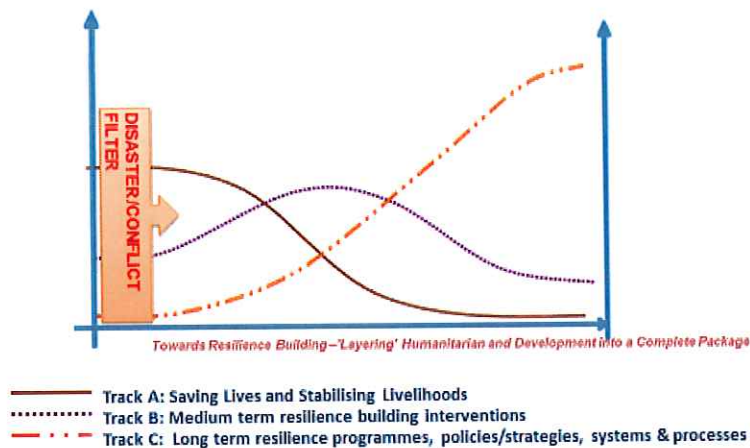 DISASTER/CONFLICT
FILTER
Towards Resilience Building–'Layering' Humanitarian and Development into a Complete Package
Track A: Saving Lives and Stabilising Livelihoods
Track B: Medium term resilience building interventions
Track C: Long term resilience programmes, policies/strategies, systems & processes